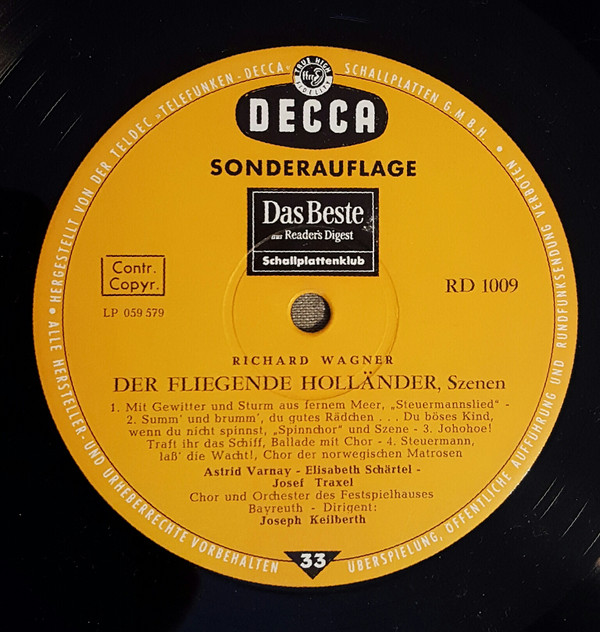 TRUE HIGH
ffrr
FIDELITY
DECCA
SONDERAUFLAGE
Das Beste
aus Reader's Digest
Schallplattenklub
Contr.
Copyr.
RD 1009
LP 059 579
RICHARD WAGNER
DER FLIEGENDE HOLLÄNDER, Szenen
1. Mit Gewitter und Sturm aus fernem Meer, „Steuermannslied" -
2. Summ' und brumm', du gutes Rädchen . . . Du böses Kind,
wenn du nicht spinnst, „Spinnchor" und Szene - 3. Johohoe!
Traft ihr das Schiff, Ballade mit Chor - 4. Steuermann,
laß' die Wacht!, Chor der norwegischen Matrosen
Astrid Varnay - Elisabeth Schärtel -
Josef Traxel
Chor und Orchester des Festspielhauses
Bayreuth - Dirigent:
Joseph Keilberth
33
• HERGESTELLT VON DER TELDEC »TELEFUNKEN - DECCA« SCHALLPLATTEN G.M.B.H. •
ALLE HERSTELLER- UND URHEBERRECHTE VORBEHALTEN
ÜBERSPIELUNG, ÖFFENTLICHE AUFFÜHRUNG UND RUNDFUNKSENDUNG VERBOTEN